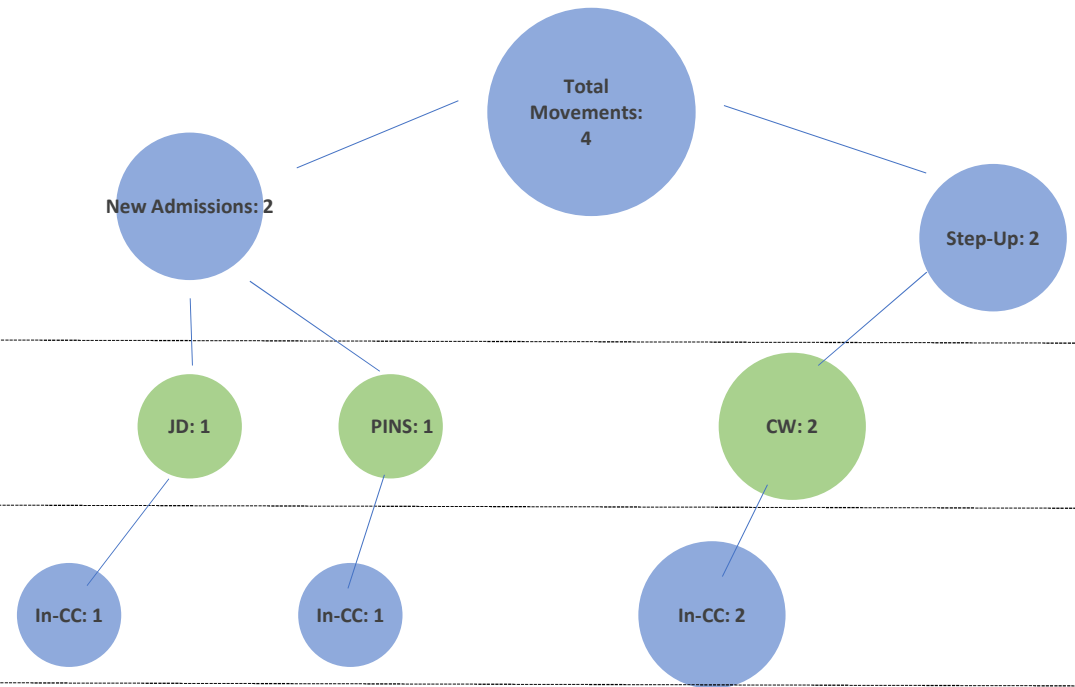 Total
Movements:
4
New Admissions: 2
Step-Up: 2
JD: 1
PINS: 1
CW: 2
In-CC: 1
In-CC: 1
In-CC: 2